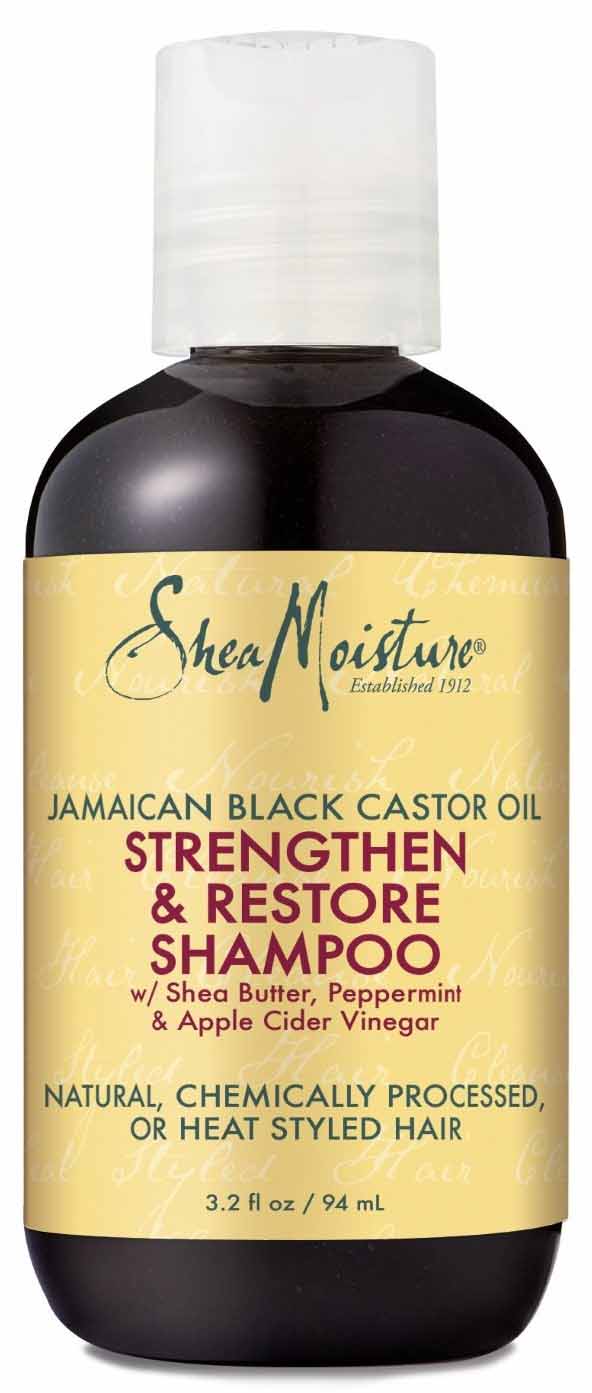 SheaMoisture®
Established 1912
JAMAICAN BLACK CASTOR OIL
STRENGTHEN
& RESTORE
SHAMPOO
w/ Shea Butter, Peppermint
& Apple Cider Vinegar
NATURAL, CHEMICALLY PROCESSED,
OR HEAT STYLED HAIR
3.2 fl oz / 94 mL